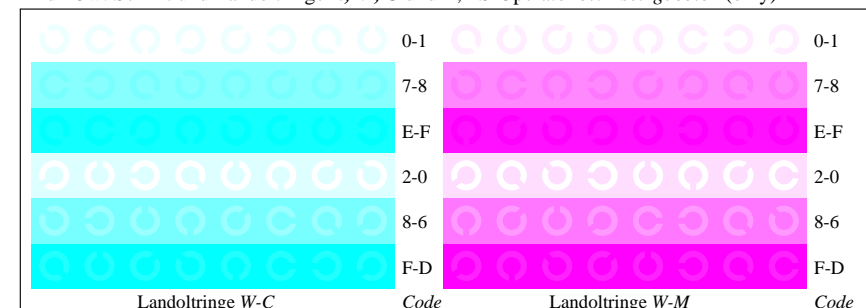 0-1 0-1
7-8 7-8
E-F E-F
2-0 2-0
8-6 8-6
F-D F-D
Landoltringe W-C Code Landoltringe W-M Code